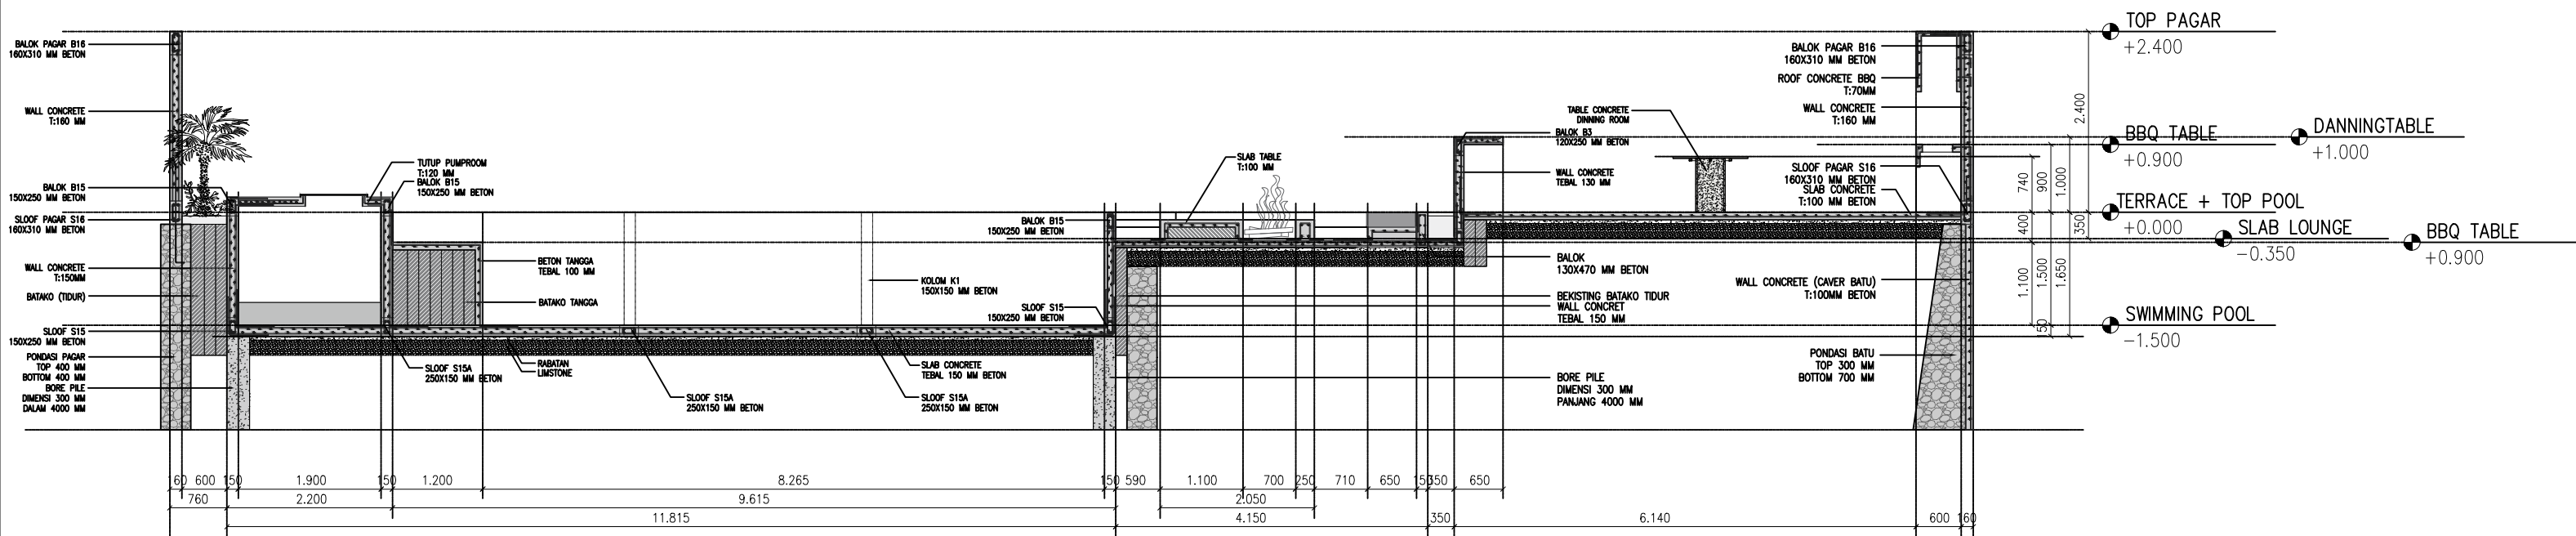 BALOK PAGAR B16
160X310 MM BETON
WALL CONCRETE
T:160 MM
BALOK B15
150X250 MM BETON
SLOOF PAGAR S16
160X310 MM BETON
WALL CONCRETE
T:150MM
BATAKO (TIDUR)
SLOOF S15
150X250 MM BETON
PONDASI PAGAR
TOP 400 MM
BOTTOM 400 MM
BORE PILE
DIMENSI 300 MM
DALAM 4000 MM
TUTUP PUMPROOM
T:120 MM
BALOK B15
150X250 MM BETON
BETON TANGGA
TEBAL 100 MM
BATAKO TANGGA
SLOOF S15A
250X150 MM BETON
RABATAN
LIMSTONE
SLOOF S15A
250X150 MM BETON
KOLOM K1
150X150 MM BETON
SLAB CONCRETE
TEBAL 150 MM BETON
SLOOF S15A
250X150 MM BETON
SLAB TABLE
T:100 MM
BALOK B15
150X250 MM BETON
SLOOF S15
150X250 MM BETON
TABLE CONCRETE
DINNING ROOM
BALOK B3
120X250 MM BETON
WALL CONCRETE
TEBAL 130 MM
BALOK
130X470 MM BETON
BEKISTING BATAKO TIDUR
WALL CONCRET
TEBAL 150 MM
BORE PILE
DIMENSI 300 MM
PANJANG 4000 MM
BALOK PAGAR B16
160X310 MM BETON
ROOF CONCRETE BBQ
T:70MM
WALL CONCRETE
T:160 MM
SLOOF PAGAR S16
160X310 MM BETON
SLAB CONCRETE
T:100 MM BETON
WALL CONCRETE (CAVER BATU)
T:100MM BETON
PONDASI BATU
TOP 300 MM
BOTTOM 700 MM
2.400
740
900
1.000
400
350
1.100
1.500
1.650
150
TOP PAGAR
+2.400
BBQ TABLE
+0.900
DANNINGTABLE
+1.000
TERRACE + TOP POOL
+0.000
SLAB LOUNGE
-0.350
BBQ TABLE
+0.900
SWIMMING POOL
-1.500
160 600 150 1.900 150 1.200 8.265 150 590 1.100 700 250 710 650 150 350 650
760 2.200 9.615 2.050
11.815 4.150 350 6.140 600 160